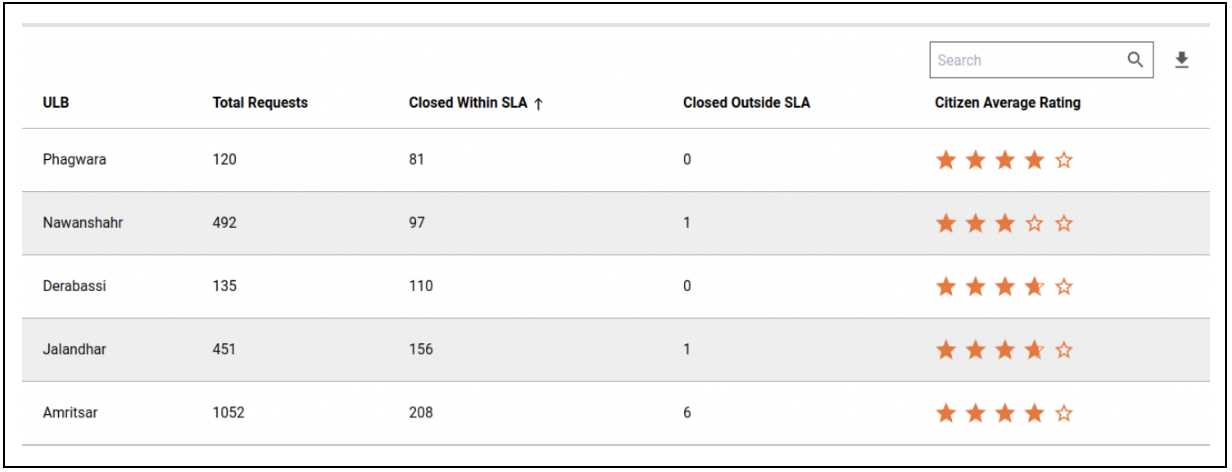 Search
ULB Total Requests Closed Within SLA ↑ Closed Outside SLA Citizen Average Rating
Phagwara 120 81 0
Nawanshahr 492 97 1
Derabassi 135 110 0
Jalandhar 451 156 1
Amritsar 1052 208 6